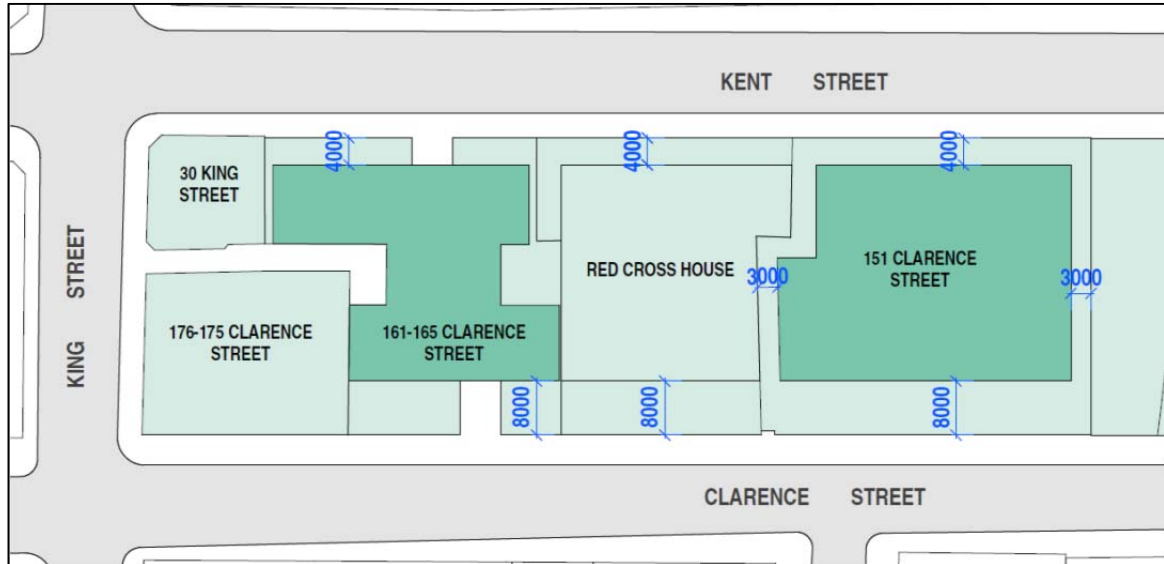 KENT STREET
4000
4000
4000
30 KING
STREET
KING STREET
RED CROSS HOUSE
151 CLARENCE
STREET
3000
3000
176-175 CLARENCE
STREET
161-165 CLARENCE
STREET
8000
8000
8000
CLARENCE STREET